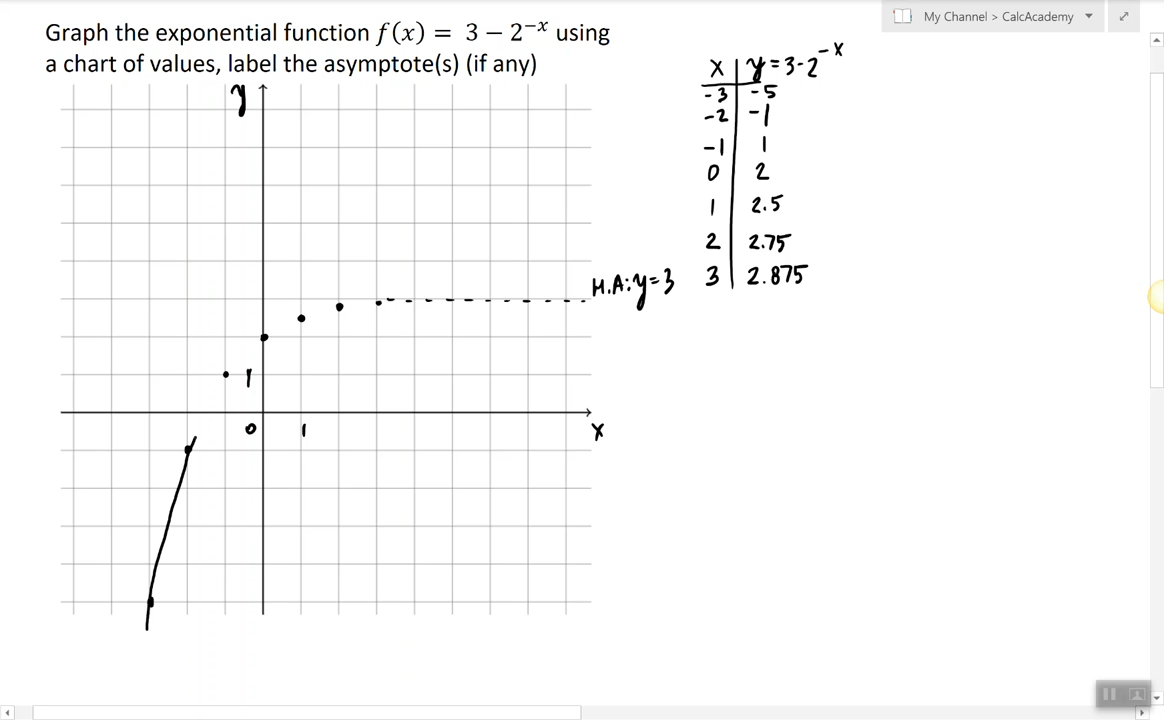 My Channel > CalcAcademy
Graph the exponential function f(x) = 3 − 2⁻ˣ using
a chart of values, label the asymptote(s) (if any)
x | y = 3-2⁻ˣ
-3 | -5
-2 | -1
-1 | 1
0 | 2
1 | 2.5
2 | 2.75
3 | 2.875
y
H.A: y=3
1
0 1
x